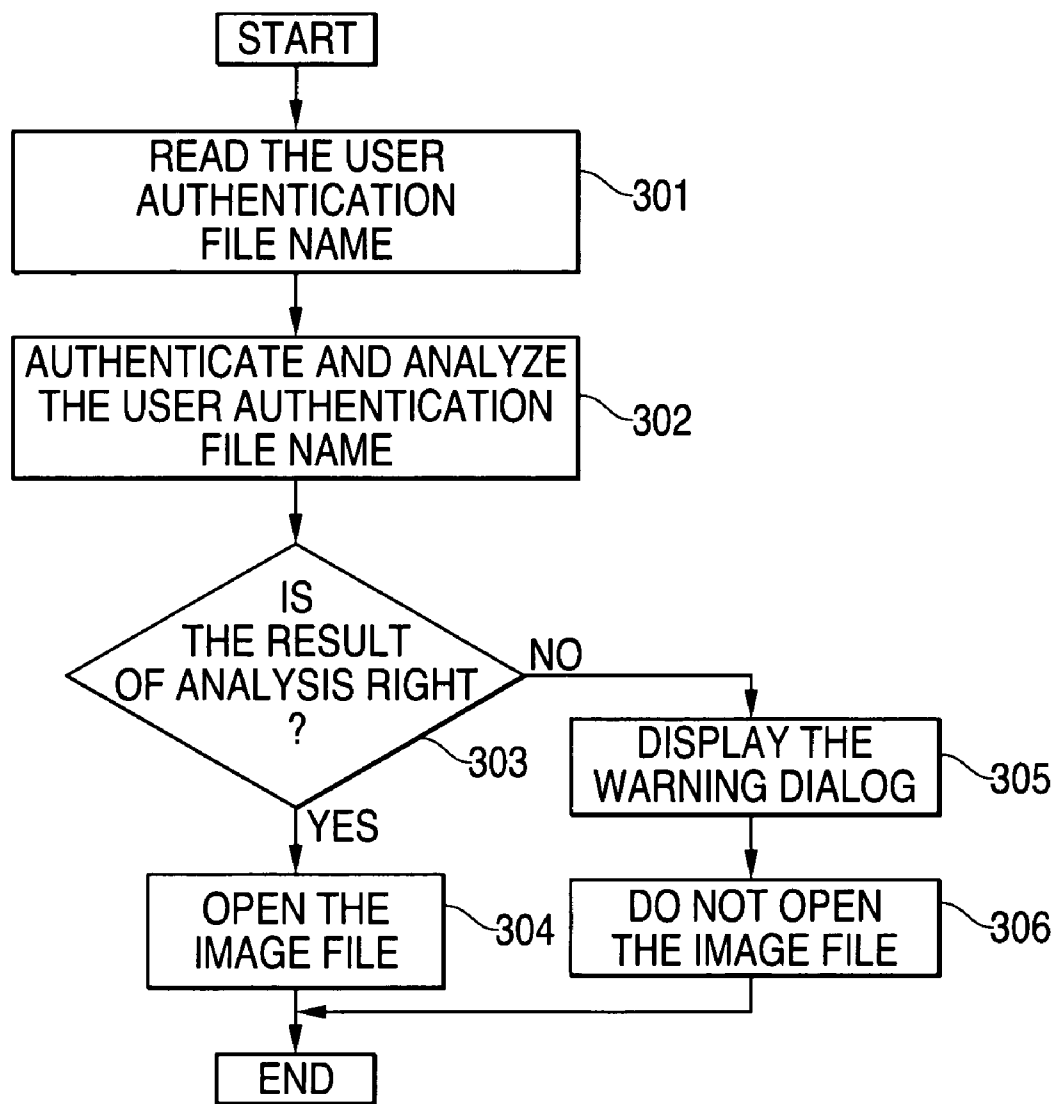 START
READ THE USER
AUTHENTICATION
FILE NAME
301
AUTHENTICATE AND ANALYZE
THE USER AUTHENTICATION
FILE NAME
302
IS
THE RESULT
OF ANALYSIS RIGHT
?
303
NO
YES
DISPLAY THE
WARNING DIALOG
305
OPEN THE
IMAGE FILE
304
DO NOT OPEN
THE IMAGE FILE
306
END